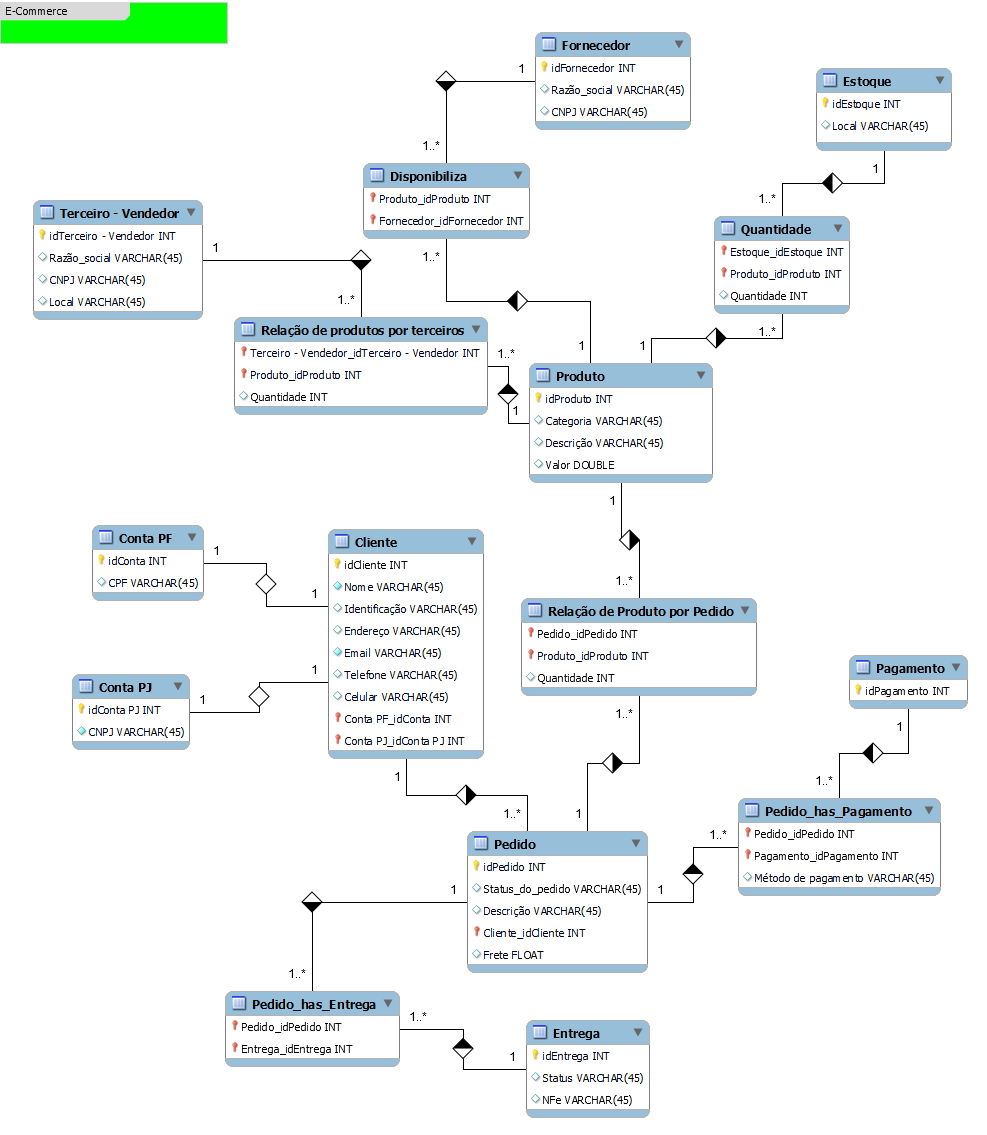 E-Commerce
Fornecedor
idFornecedor INT
Razão_social VARCHAR(45)
CNPJ VARCHAR(45)
1
1..*
Estoque
idEstoque INT
Local VARCHAR(45)
1
1..*
Disponibiliza
Produto_idProduto INT
Fornecedor_idFornecedor INT
1..*
1
Terceiro - Vendedor
idTerceiro - Vendedor INT
Razão_social VARCHAR(45)
CNPJ VARCHAR(45)
Local VARCHAR(45)
1
1..*
Quantidade
Estoque_idEstoque INT
Produto_idProduto INT
Quantidade INT
1..*
1
Relação de produtos por terceiros
Terceiro - Vendedor_idTerceiro - Vendedor INT
Produto_idProduto INT
Quantidade INT
1..*
1
Produto
idProduto INT
Categoria VARCHAR(45)
Descrição VARCHAR(45)
Valor DOUBLE
1
1..*
Conta PF
idConta INT
CPF VARCHAR(45)
1
1
Cliente
idCliente INT
Nome VARCHAR(45)
Identificação VARCHAR(45)
Endereço VARCHAR(45)
Email VARCHAR(45)
Telefone VARCHAR(45)
Celular VARCHAR(45)
Conta PF_idConta INT
Conta PJ_idConta PJ INT
1
1..*
Conta PJ
idConta PJ INT
CNPJ VARCHAR(45)
1
1
Relação de Produto por Pedido
Pedido_idPedido INT
Produto_idProduto INT
Quantidade INT
1..*
1
Pagamento
idPagamento INT
1
1..*
Pedido_has_Pagamento
Pedido_idPedido INT
Pagamento_idPagamento INT
Método de pagamento VARCHAR(45)
1..*
1
Pedido
idPedido INT
Status_do_pedido VARCHAR(45)
Descrição VARCHAR(45)
Cliente_idCliente INT
Frete FLOAT
1
1..*
Pedido_has_Entrega
Pedido_idPedido INT
Entrega_idEntrega INT
1..*
1
Entrega
idEntrega INT
Status VARCHAR(45)
NFe VARCHAR(45)